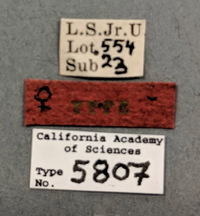 L.S.Jr.U.
Lot. 554
Sub 23
♀
California Academy
of Sciences
Type
No. 5807